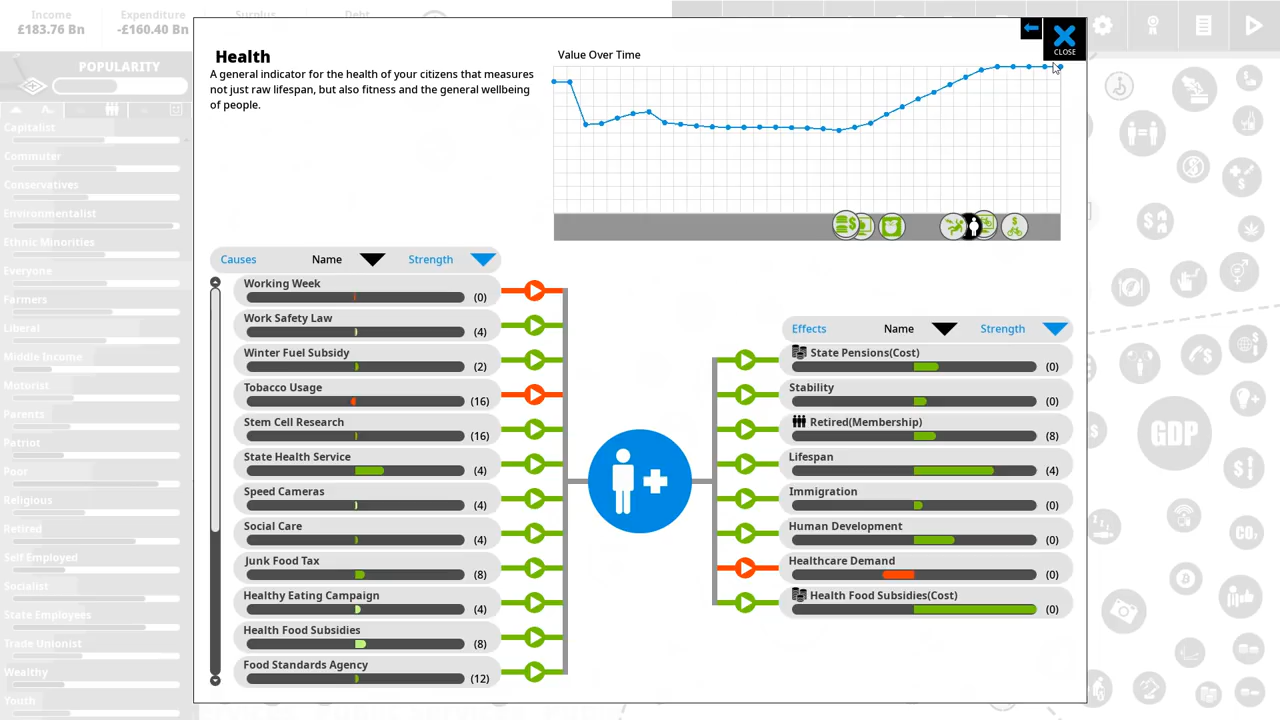 Income
Expenditure
Surplus
Debt
£183.76 Bn
-£160.40 Bn
POPULARITY
Capitalist
Commuter
Conservatives
Environmentalist
Ethnic Minorities
Everyone
Farmers
Liberal
Middle Income
Motorist
Parents
Patriot
Poor
Religious
Retired
Self Employed
Socialist
State Employees
Trade Unionist
Wealthy
Youth
Health
A general indicator for the health of your citizens that measures
not just raw lifespan, but also fitness and the general wellbeing
of people.
Value Over Time
CLOSE
Causes
Name
Strength
Working Week
(0)
Work Safety Law
(4)
Winter Fuel Subsidy
(2)
Tobacco Usage
(16)
Stem Cell Research
(16)
State Health Service
(4)
Speed Cameras
(4)
Social Care
(4)
Junk Food Tax
(8)
Healthy Eating Campaign
(4)
Health Food Subsidies
(8)
Food Standards Agency
(12)
Effects
Name
Strength
State Pensions(Cost)
(0)
Stability
(0)
Retired(Membership)
(8)
Lifespan
(4)
Immigration
(0)
Human Development
(0)
Healthcare Demand
(0)
Health Food Subsidies(Cost)
(0)
GDP
CO₂